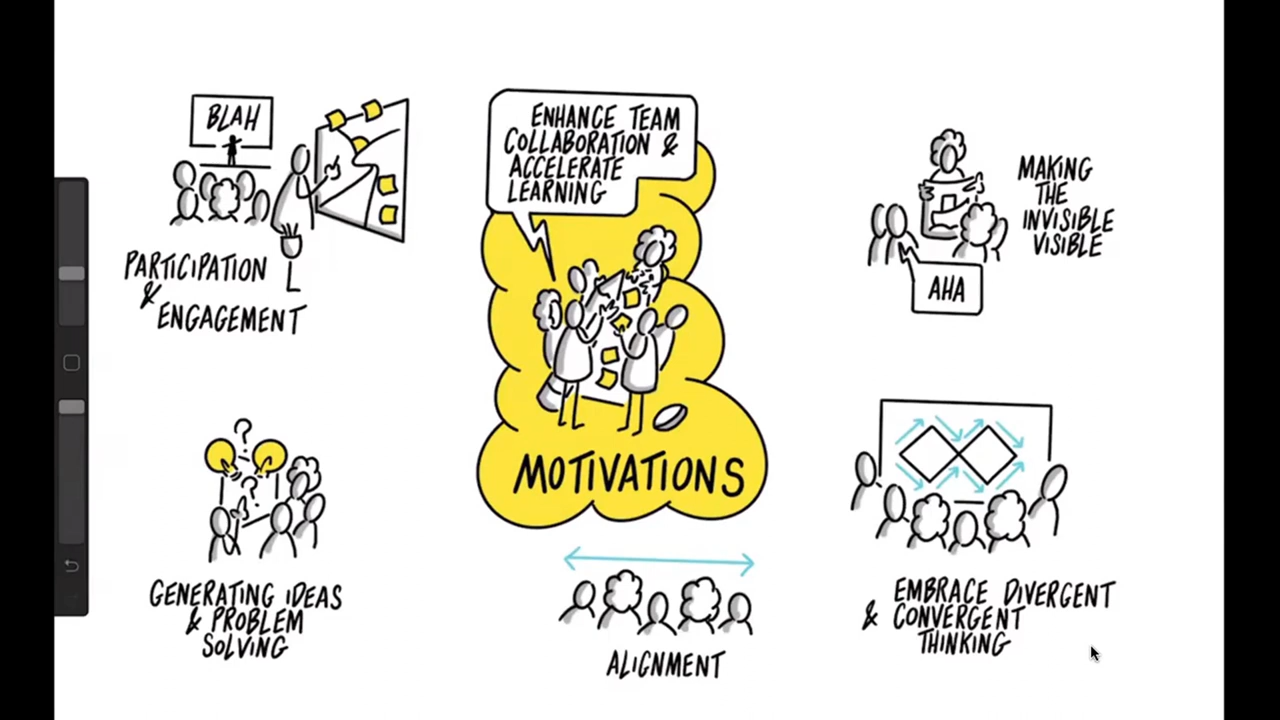 BLAH
PARTICIPATION
&
ENGAGEMENT
ENHANCE TEAM
COLLABORATION &
ACCELERATE
LEARNING
MOTIVATIONS
MAKING
THE
INVISIBLE
VISIBLE
AHA
?
?
GENERATING IDEAS
& PROBLEM
SOLVING
ALIGNMENT
EMBRACE DIVERGENT
& CONVERGENT
THINKING